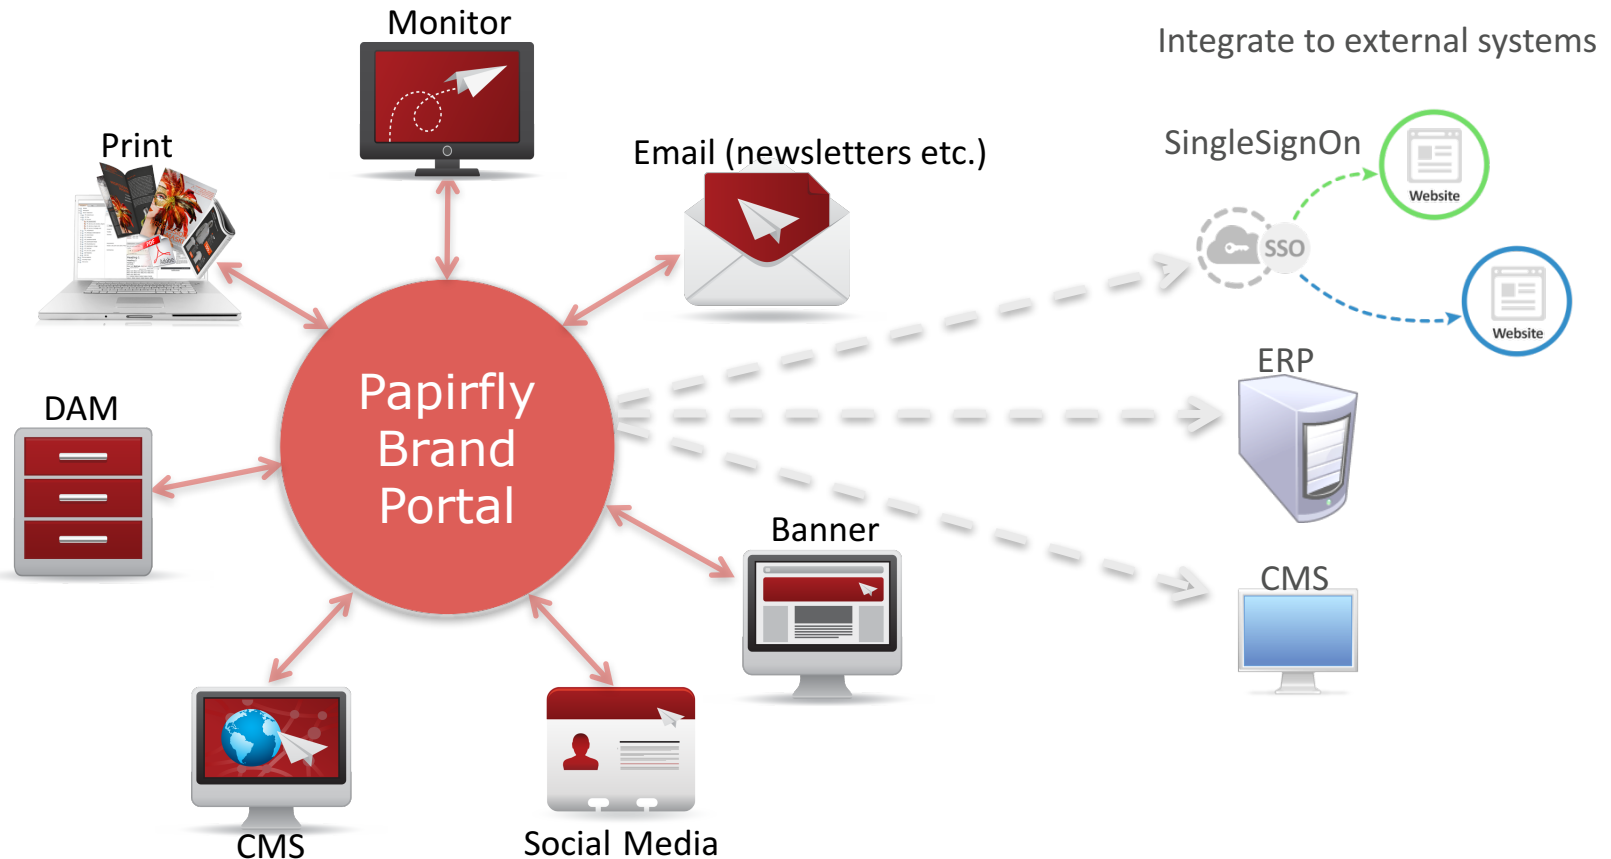 Monitor
Integrate to external systems
Print
Email (newsletters etc.)
SingleSignOn
Website
SSO
PDF
Website
ERP
DAM
Papirfly
Brand
Portal
Banner
CMS
CMS
Social Media